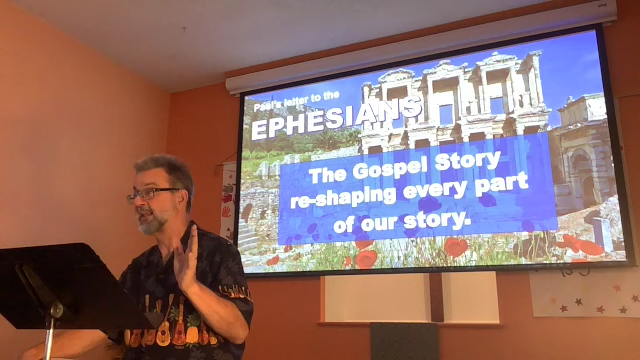 Paul's letter to the
EPHESIANS
The Gospel Story
re-shaping every part
of our story.